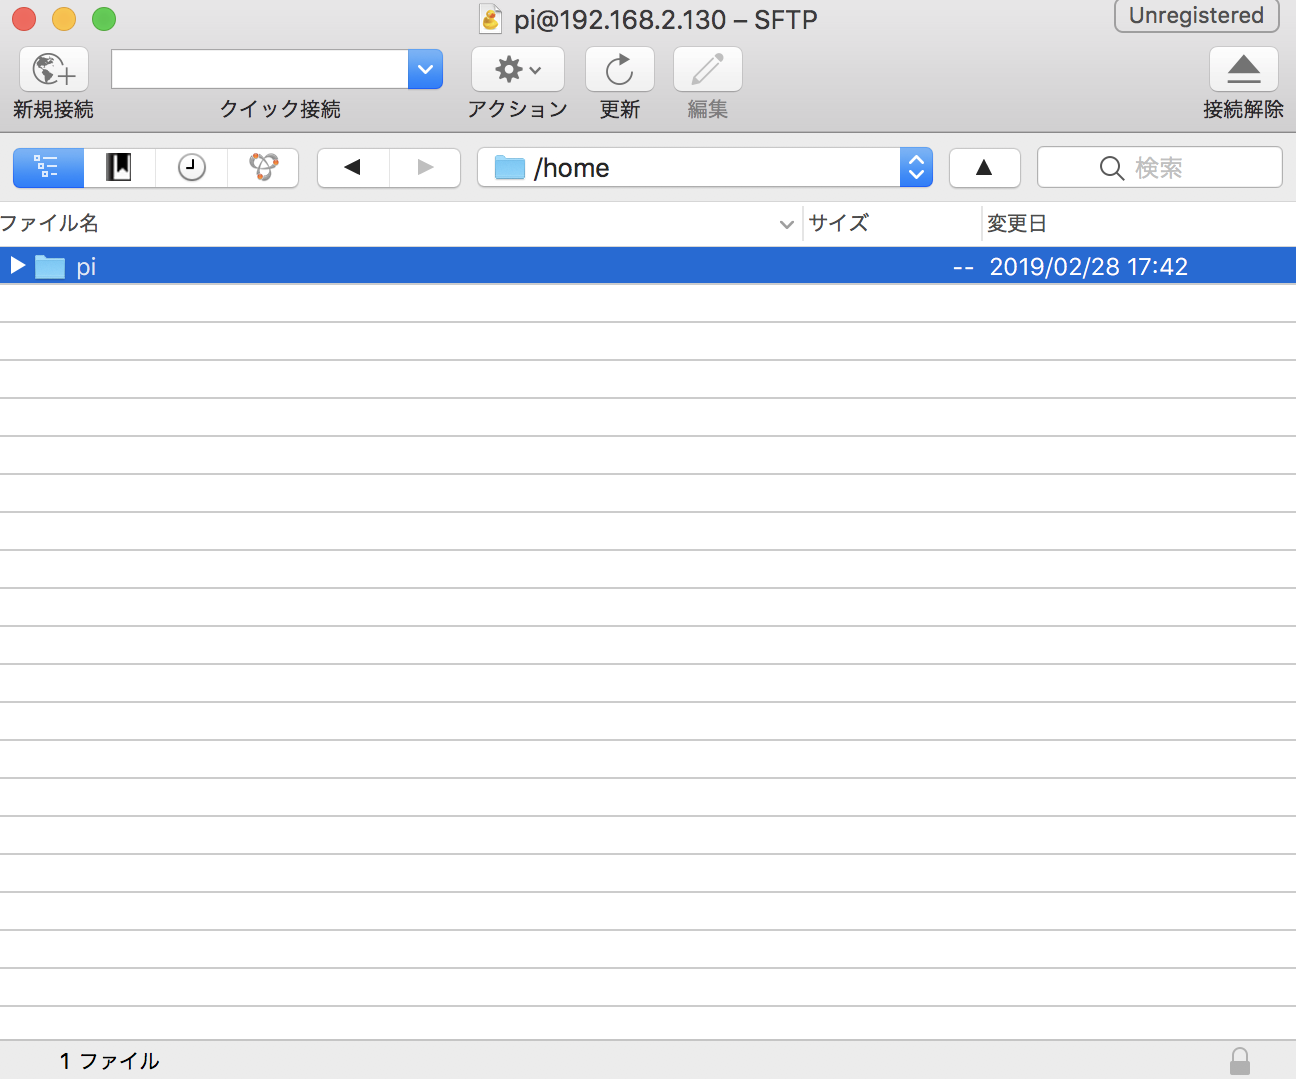 pi@192.168.2.130 – SFTP
Unregistered
新規接続
クイック接続
アクション
更新
編集
接続解除
/home
検索
ファイル名
サイズ
変更日
pi
-- 2019/02/28 17:42
1 ファイル